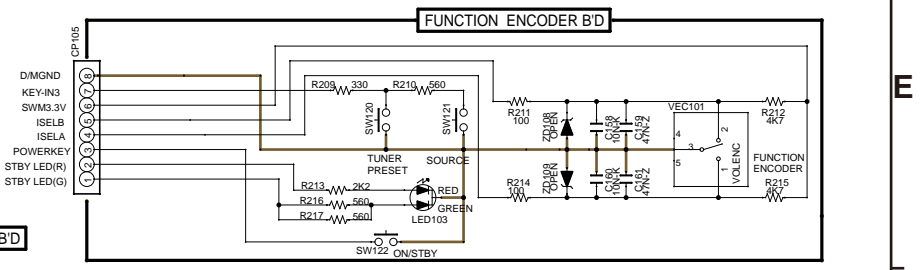 FUNCTION ENCODER B'D
CP105
D/MGND 8
KEY-IN3 7
SWM3.3V 6
ISELB 5
ISELA 4
POWERKEY 3
STBY LED(R) 2
STBY LED(G) 1
R209 330
R210 560
SW120
TUNER
PRESET
SW121
SOURCE
R213 2K2
R216 560
R217 560
RED
GREEN
LED103
SW122 ON/STBY
R211
100
R214
100
ZD108
OPEN
ZD109
OPEN
C158
10N-K
C159
47N-Z
C160
10N-K
C161
47N-Z
VEC101
4
5
3
2
1
VOLENC
R212
4K7
FUNCTION
ENCODER
R215
4K7
E
B'D